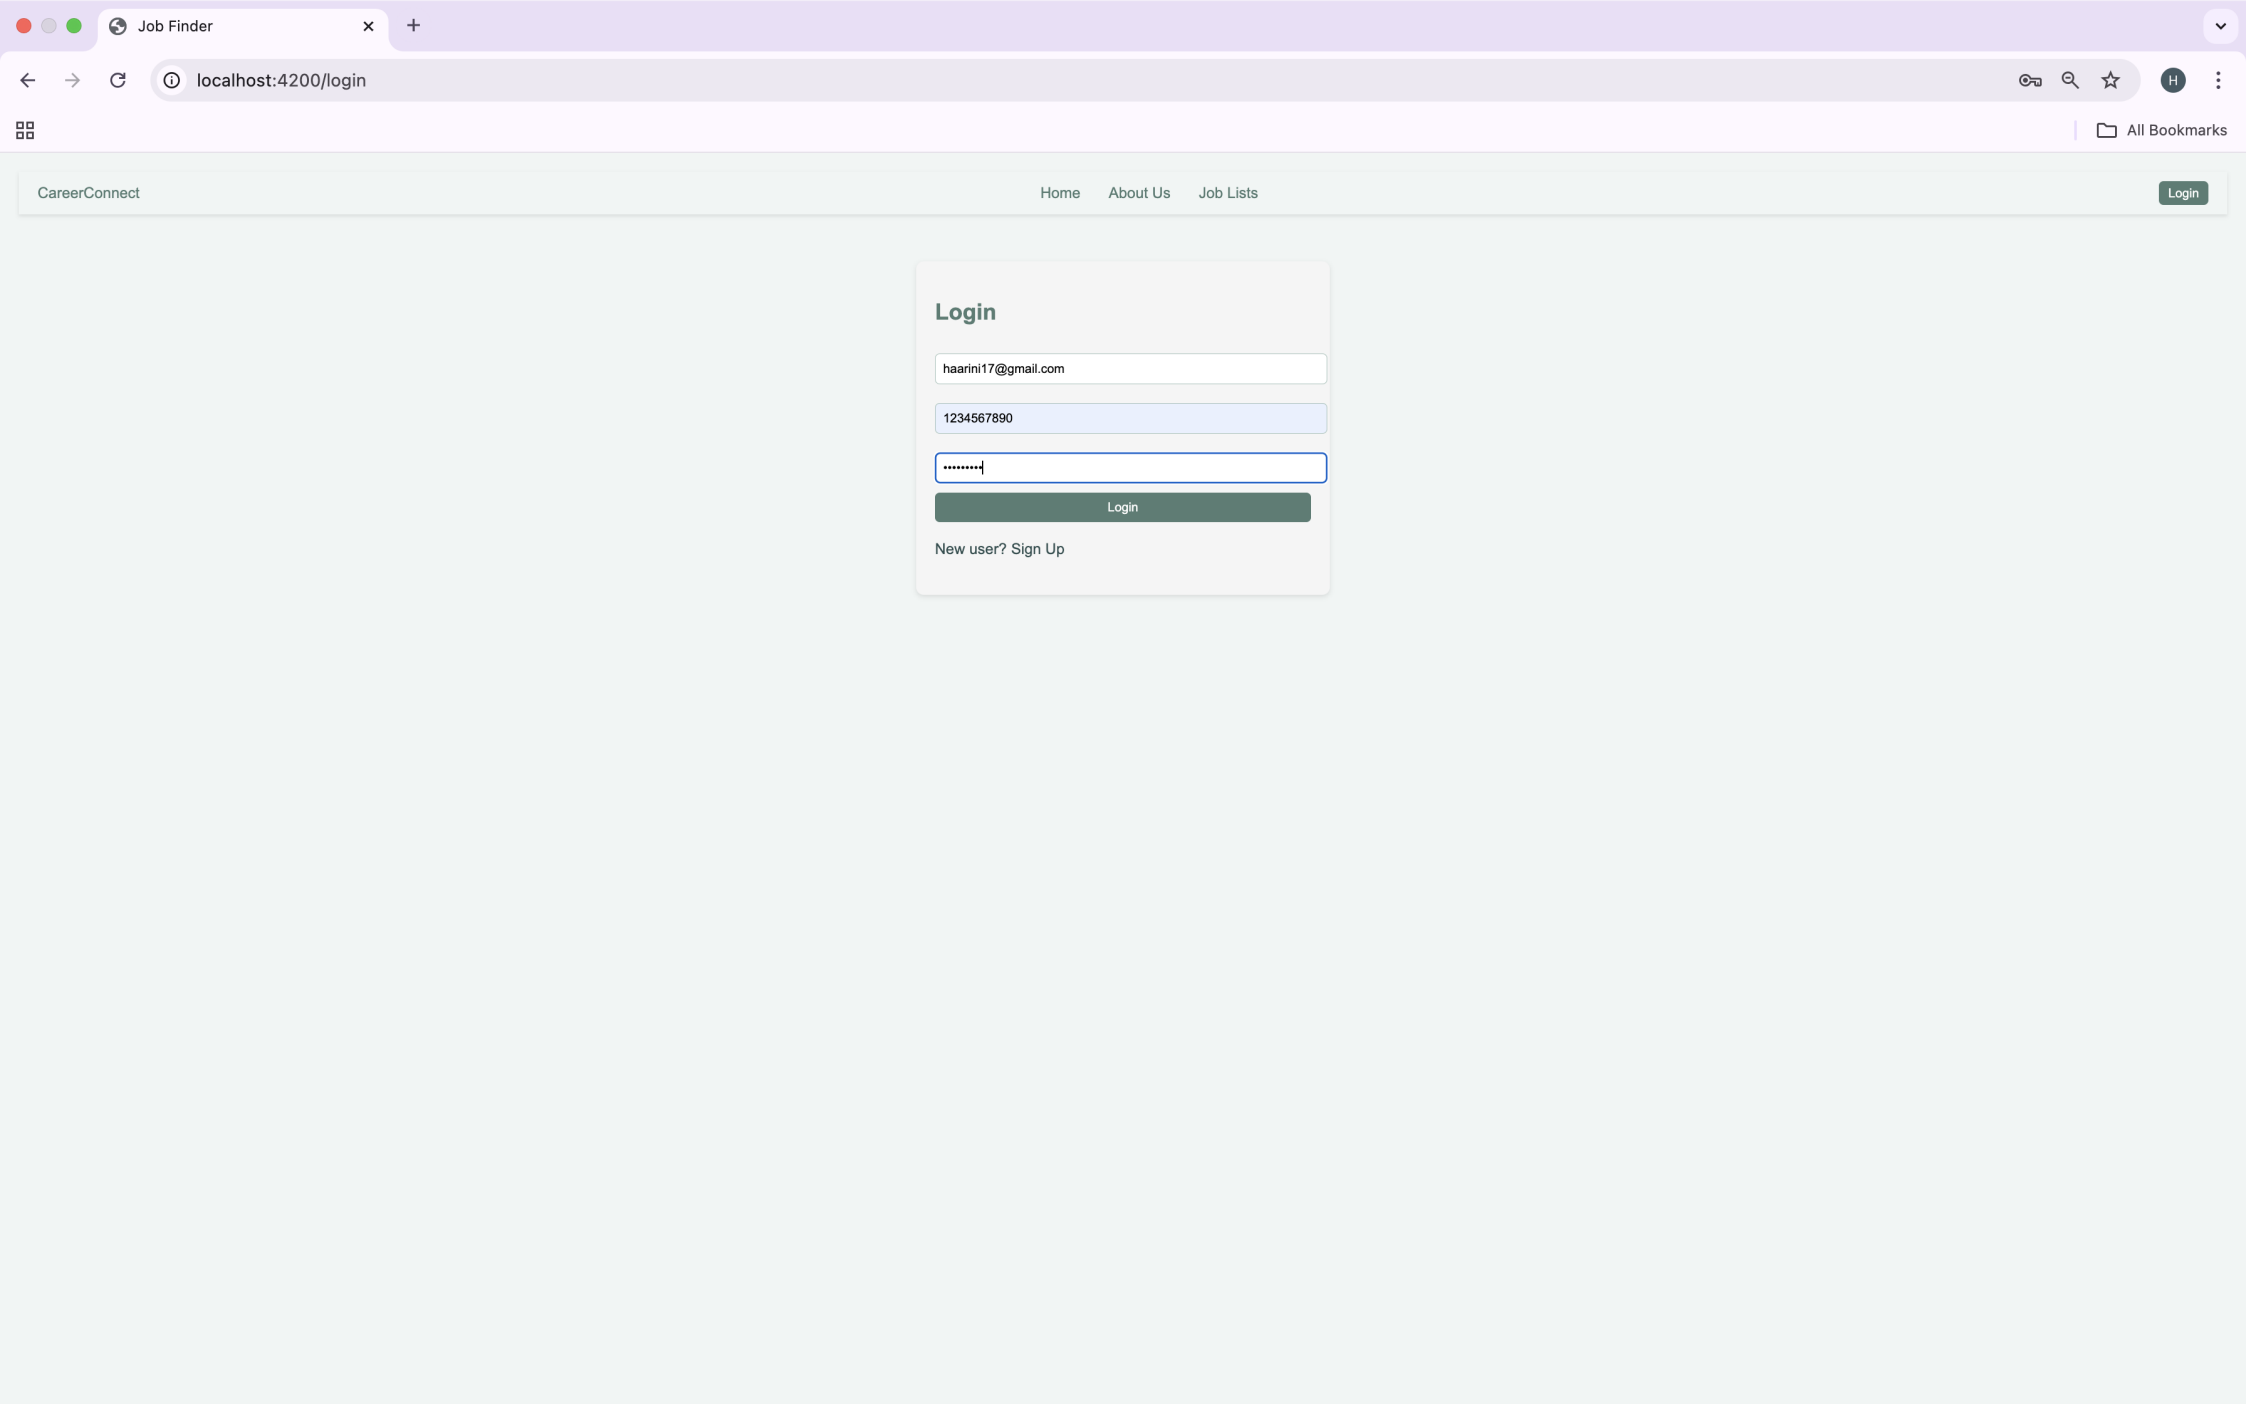 Job Finder
localhost:4200/login
H
All Bookmarks
CareerConnect
Home About Us Job Lists
Login
Login
haarini17@gmail.com
1234567890
•••••••••
Login
New user? Sign Up